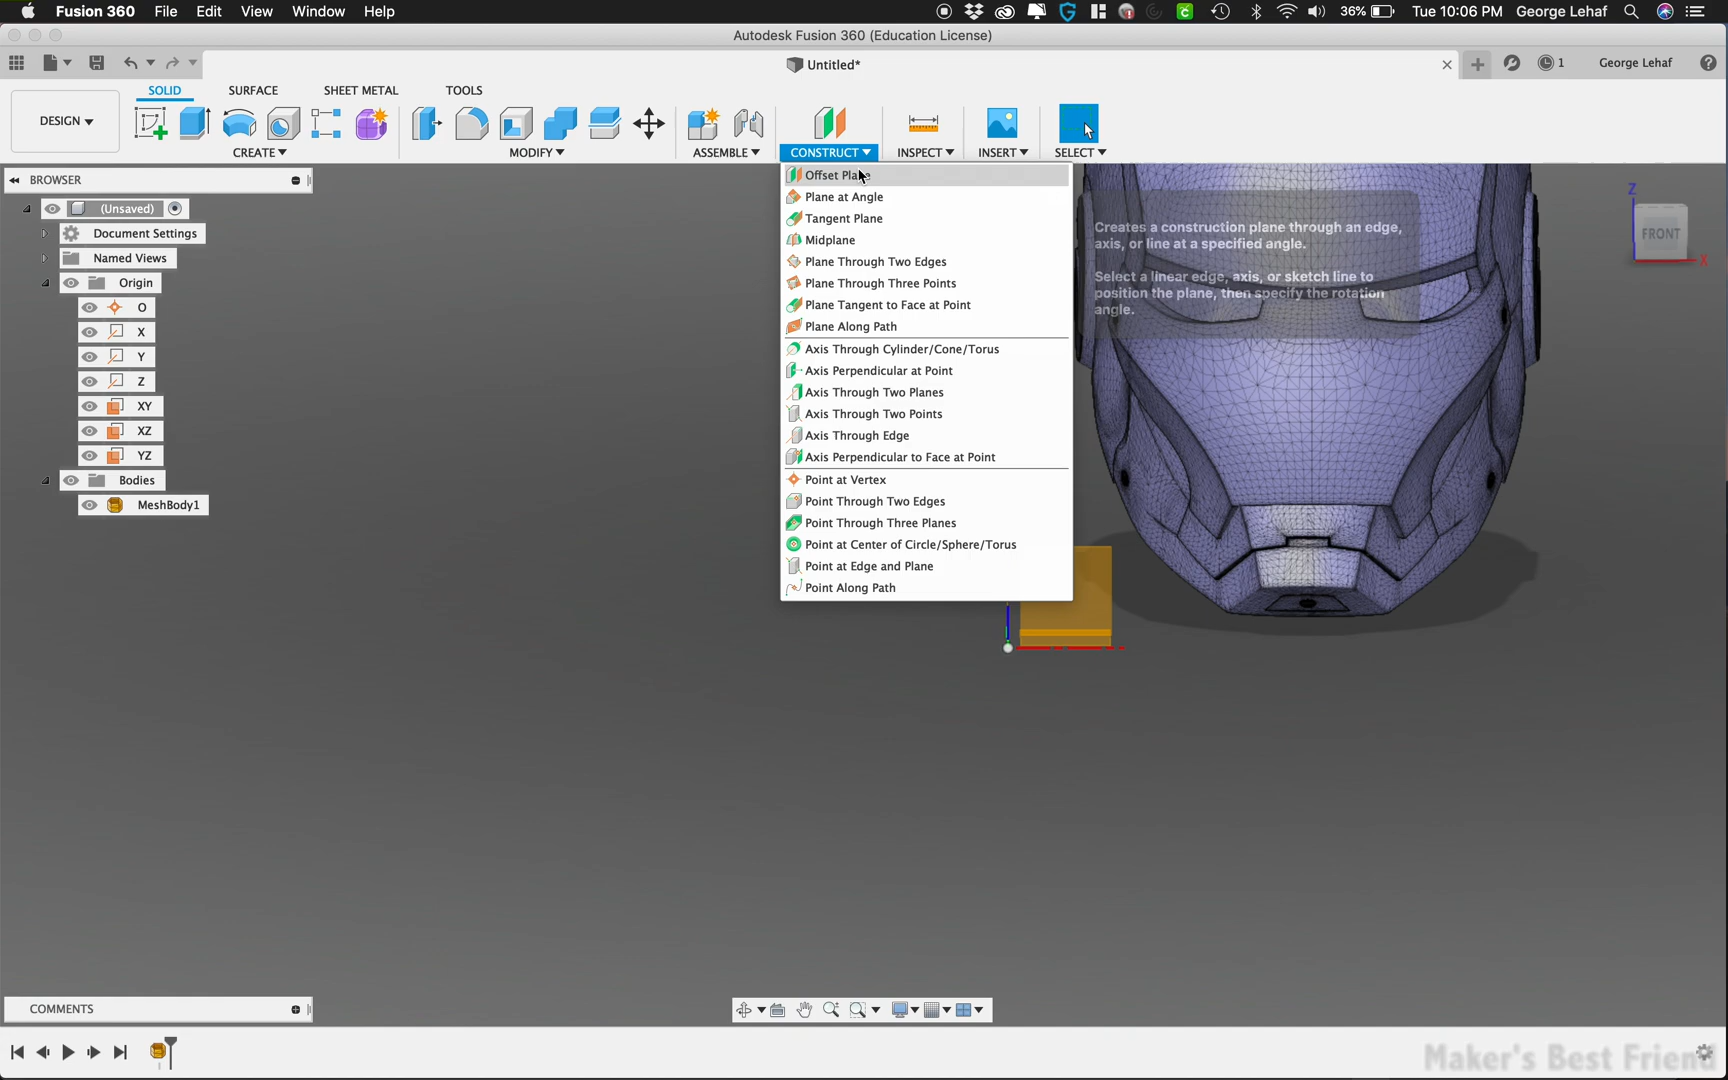 Fusion 360 File Edit View Window Help 36% Tue 10:06 PM George Lehaf
Autodesk Fusion 360 (Education License)
Untitled* 1 George Lehaf
SOLID SURFACE SHEET METAL TOOLS
DESIGN
CREATE MODIFY ASSEMBLE CONSTRUCT INSPECT INSERT SELECT
BROWSER
(Unsaved)
Document Settings
Named Views
Origin
O
X
Y
Z
XY
XZ
YZ
Bodies
MeshBody1
Offset Plane
Plane at Angle
Tangent Plane
Midplane
Plane Through Two Edges
Plane Through Three Points
Plane Tangent to Face at Point
Plane Along Path
Axis Through Cylinder/Cone/Torus
Axis Perpendicular at Point
Axis Through Two Planes
Axis Through Two Points
Axis Through Edge
Axis Perpendicular to Face at Point
Point at Vertex
Point Through Two Edges
Point Through Three Planes
Point at Center of Circle/Sphere/Torus
Point at Edge and Plane
Point Along Path
Creates a construction plane through an edge,
axis, or line at a specified angle.
Select a linear edge, axis, or sketch line to
position the plane, then specify the rotation
angle.
Z
FRONT
X
COMMENTS
Maker's Best Friend